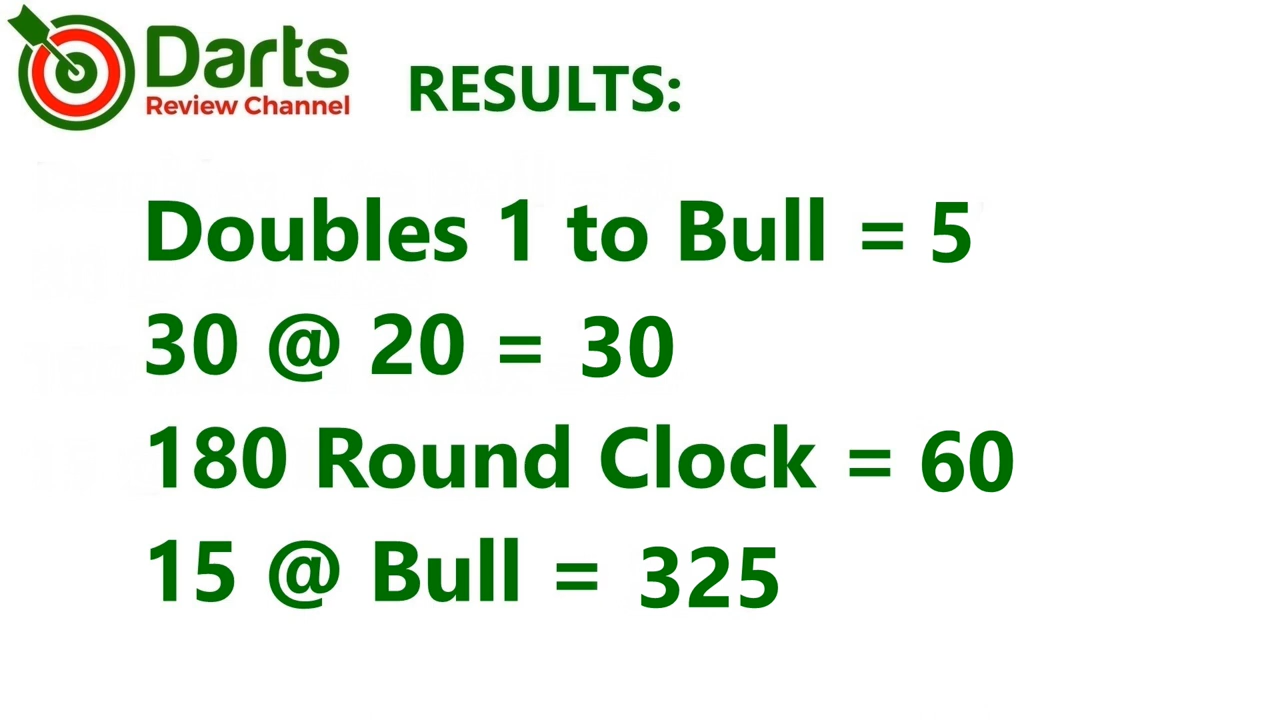 Darts
Review Channel
RESULTS:
Doubles 1 to Bull = 5
30 @ 20 = 30
180 Round Clock = 60
15 @ Bull = 325